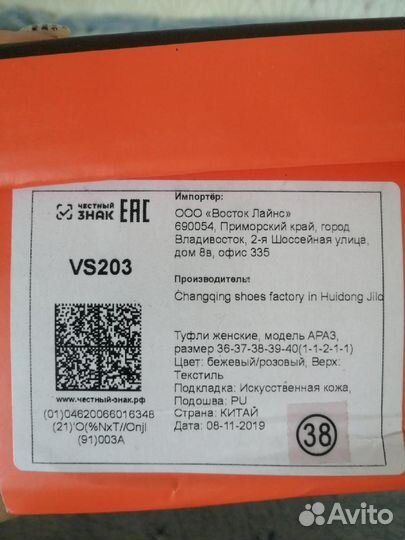 ЧЕСТНЫЙ
ЗНАК
EAC
VS203
www.честный-знак.рф
(01)04620066016348
(21)'O(%NxT//Onjl
(91)003A
Импортёр:
ООО «Восток Лайнс»
690054, Приморский край, город
Владивосток, 2-я Шоссейная улица,
дом 8в, офис 335
Производитель:
Changqing shoes factory in Huidong Jilo
Туфли женские, модель АРАЗ,
размер 36-37-38-39-40(1-1-2-1-1)
Цвет: бежевый/розовый, Верх:
Текстиль
Подкладка: Искусственная кожа,
Подошва: PU
Страна: КИТАЙ
Дата: 08-11-2019
38
Avito